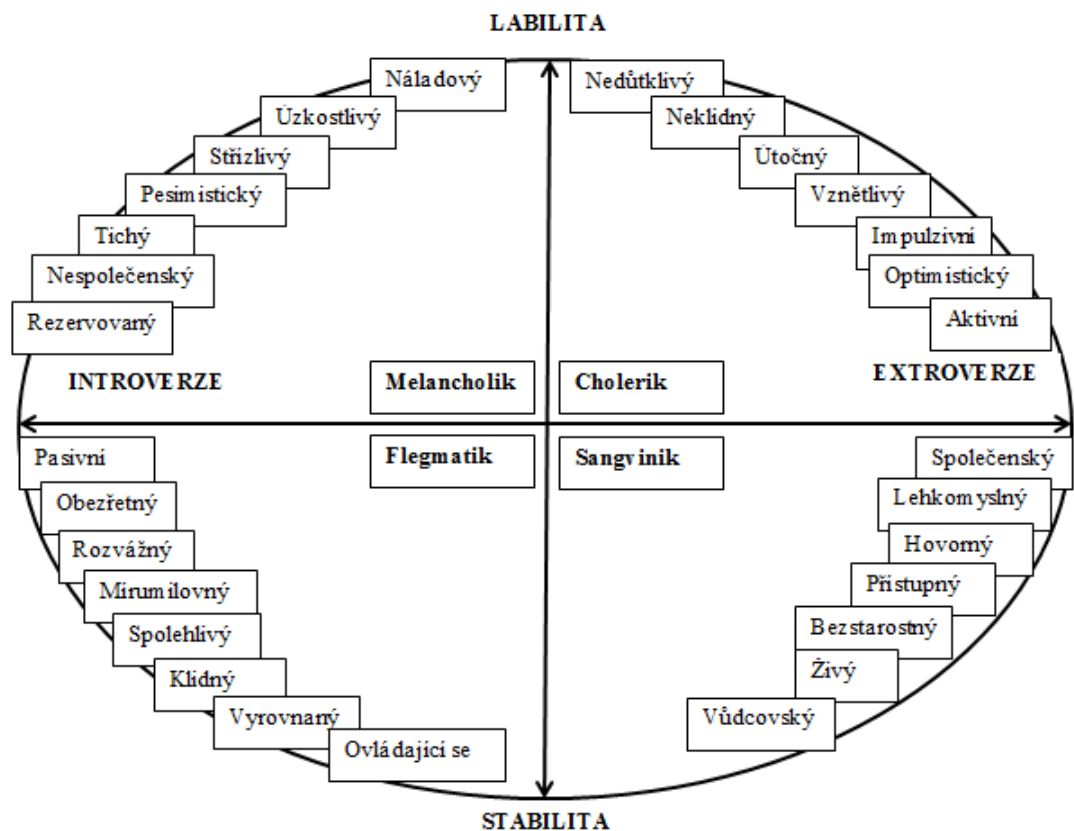 LABILITA
Náladový
Nedůtklivý
Úzkostlivý
Neklidný
Střízlivý
Útočný
Pesimistický
Vznětlivý
Tichý
Impulzivní
Nespolečenský
Optimistický
Rezervovaný
Aktivní
INTROVERZE
Melancholik
Cholerik
EXTROVERZE
Flegmatik
Sangvinik
Pasivní
Společenský
Obezřetný
Lehkomyslný
Rozvážný
Hovorný
Mírumilovný
Přístupný
Spolehlivý
Bezstarostný
Klidný
Živý
Vyrovnaný
Vůdcovský
Ovládající se
STABILITA